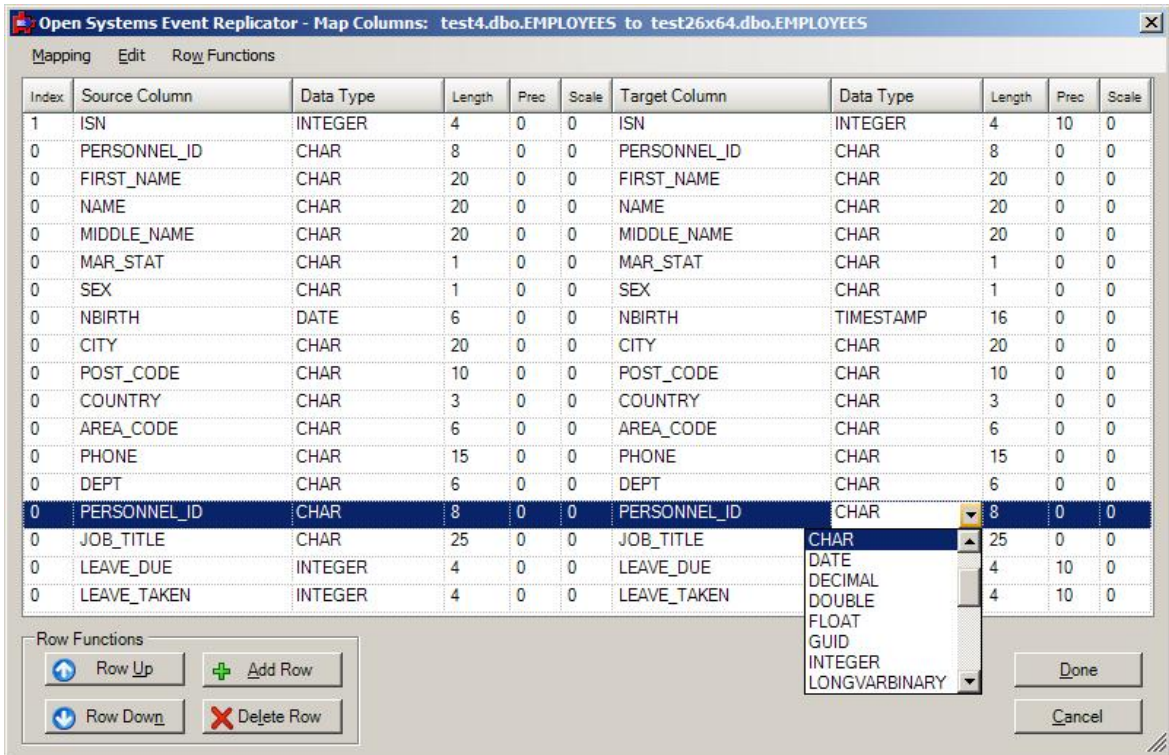 Open Systems Event Replicator - Map Columns: test4.dbo.EMPLOYEES to test26x64.dbo.EMPLOYEES
Mapping Edit Row Functions
Index Source Column Data Type Length Prec Scale Target Column Data Type Length Prec Scale
1 ISN INTEGER 4 0 0 ISN INTEGER 4 10 0
0 PERSONNEL_ID CHAR 8 0 0 PERSONNEL_ID CHAR 8 0 0
0 FIRST_NAME CHAR 20 0 0 FIRST_NAME CHAR 20 0 0
0 NAME CHAR 20 0 0 NAME CHAR 20 0 0
0 MIDDLE_NAME CHAR 20 0 0 MIDDLE_NAME CHAR 20 0 0
0 MAR_STAT CHAR 1 0 0 MAR_STAT CHAR 1 0 0
0 SEX CHAR 1 0 0 SEX CHAR 1 0 0
0 NBIRTH DATE 6 0 0 NBIRTH TIMESTAMP 16 0 0
0 CITY CHAR 20 0 0 CITY CHAR 20 0 0
0 POST_CODE CHAR 10 0 0 POST_CODE CHAR 10 0 0
0 COUNTRY CHAR 3 0 0 COUNTRY CHAR 3 0 0
0 AREA_CODE CHAR 6 0 0 AREA_CODE CHAR 6 0 0
0 PHONE CHAR 15 0 0 PHONE CHAR 15 0 0
0 DEPT CHAR 6 0 0 DEPT CHAR 6 0 0
0 PERSONNEL_ID CHAR 8 0 0 PERSONNEL_ID CHAR 8 0 0
0 JOB_TITLE CHAR 25 0 0 JOB_TITLE 25 0 0
0 LEAVE_DUE INTEGER 4 0 0 LEAVE_DUE 4 10 0
0 LEAVE_TAKEN INTEGER 4 0 0 LEAVE_TAKEN 4 10 0
CHAR
DATE
DECIMAL
DOUBLE
FLOAT
GUID
INTEGER
LONGVARBINARY
Row Functions
Row Up Add Row
Row Down Delete Row
Done
Cancel